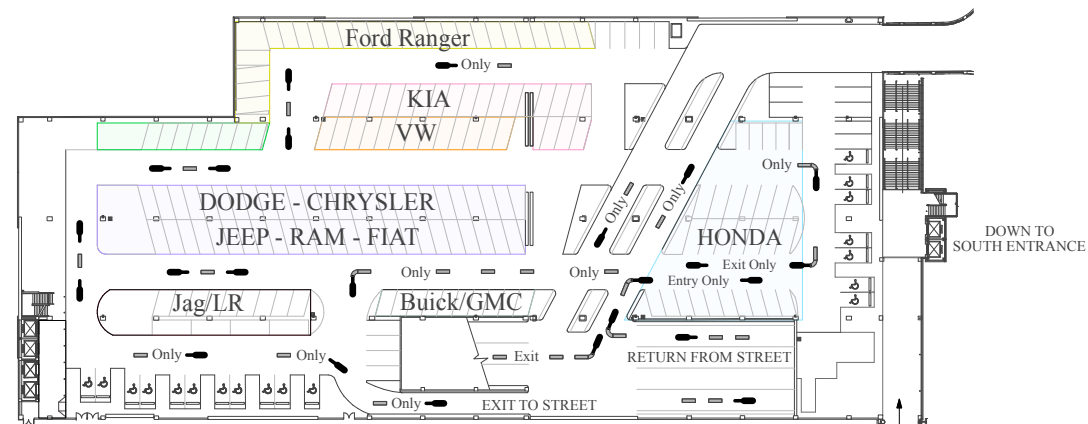 Ford Ranger
Only
KIA
VW
Only
DODGE - CHRYSLER
JEEP - RAM - FIAT
Only
Only
HONDA
DOWN TO
SOUTH ENTRANCE
Only
Only
Exit Only
Entry Only
Jag/LR
Buick/GMC
Only
Only
Exit
RETURN FROM STREET
Only
EXIT TO STREET